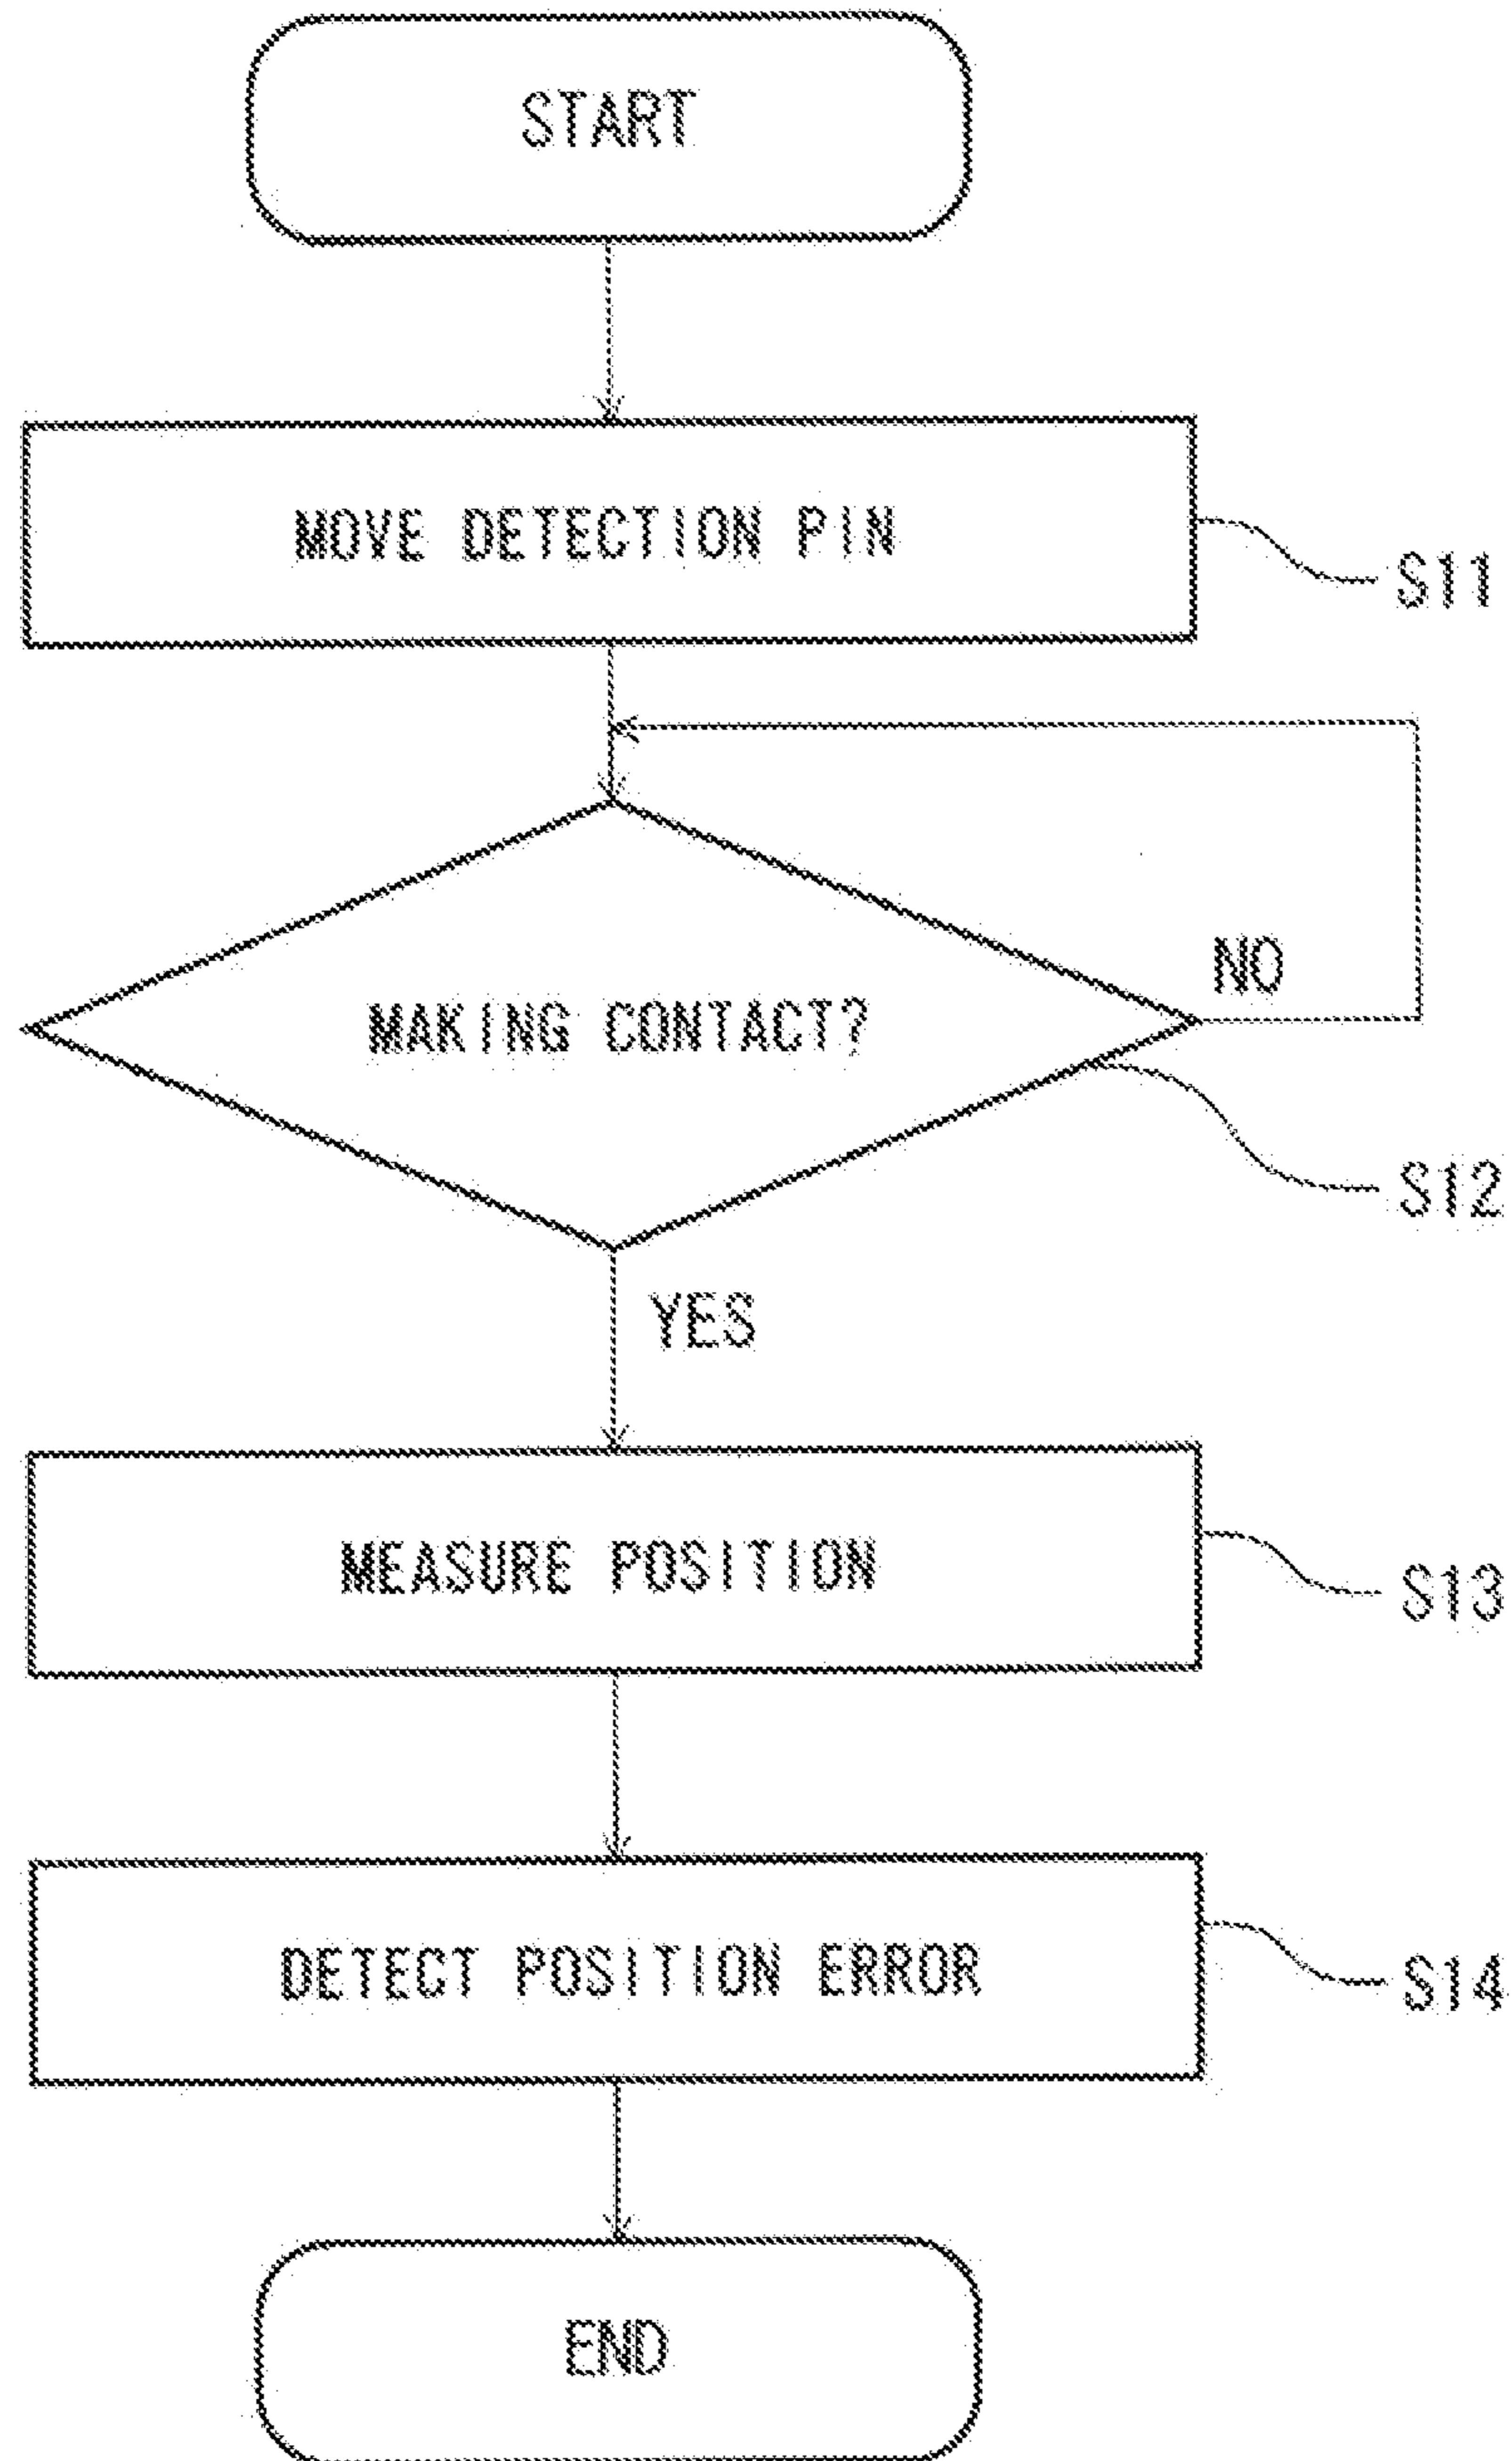 START
MOVE DETECTION PIN
S11
NO
MAKING CONTACT?
S12
YES
MEASURE POSITION
S13
DETECT POSITION ERROR
S14
END